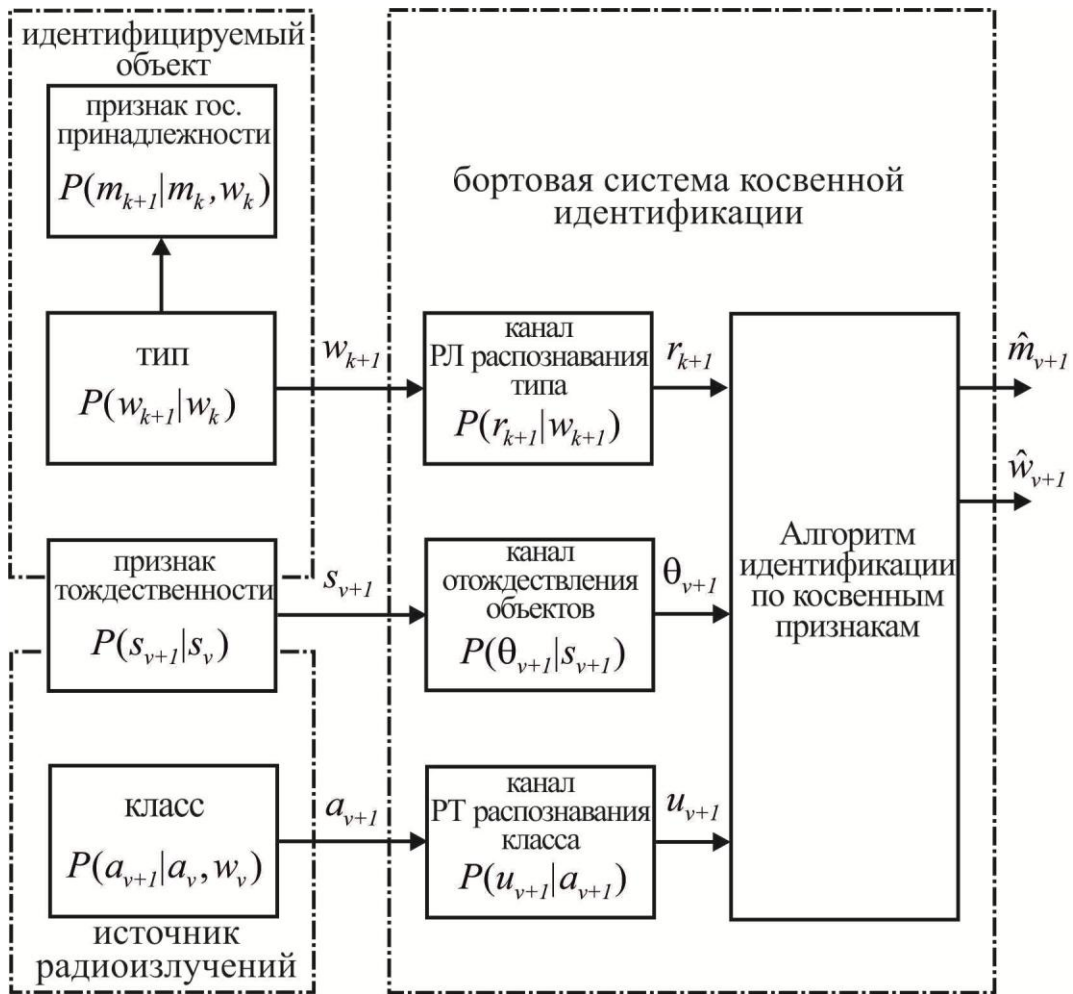 идентифицируемый
объект
признак гос.
принадлежности
P(m_{k+1}|m_k, w_k)
тип
P(w_{k+1}|w_k)
w_{k+1}
признак
тождественности
P(s_{v+1}|s_v)
s_{v+1}
класс
P(a_{v+1}|a_v, w_v)
a_{v+1}
источник
радиоизлучений
бортовая система косвенной
идентификации
канал
РЛ распознавания
типа
P(r_{k+1}|w_{k+1})
r_{k+1}
канал
отождествления
объектов
P(θ_{v+1}|s_{v+1})
θ_{v+1}
канал
РТ распознавания
класса
P(u_{v+1}|a_{v+1})
u_{v+1}
Алгоритм
идентификации
по косвенным
признакам
m̂_{v+1}
ŵ_{v+1}